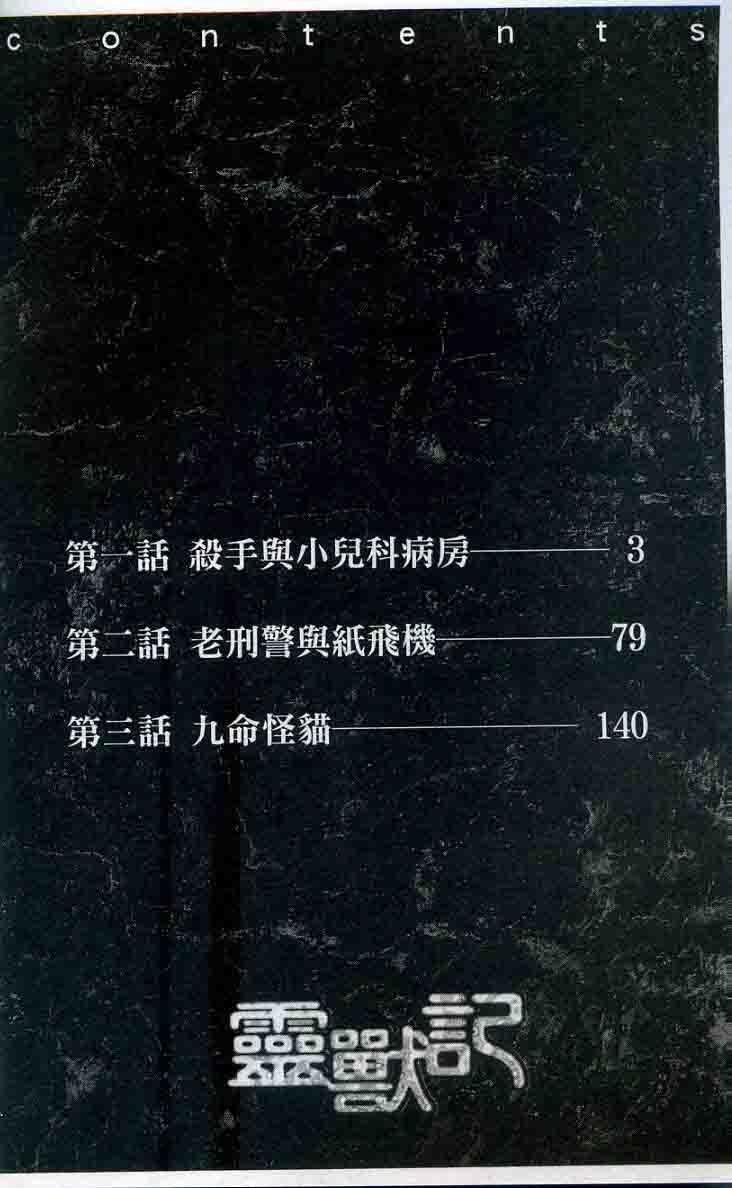 contents
第一話 殺手與小兒科病房 3
第二話 老刑警與紙飛機 79
第三話 九命怪貓 140
靈獸記